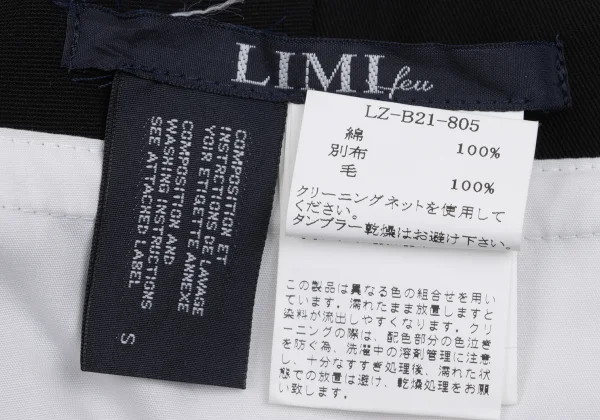 LIMI feu
COMPOSITION ET
INSTRUCTIONS DE LAVAGE
VOIR ETIQUETTE ANNEXE
COMPOSITION AND
WASHING INSTRUCTIONS
SEE ATTACHED LABEL
S
LZ-B21-805
綿 100%
別布
毛 100%
クリーニングネットを使用して
ください。
タンブラー乾燥はお避け下さい。
この製品は異なる色の組合せを用い
ています。濡れたまま放置しますと
染料が流出しやすくなります。クリ
ーニングの際は、配色部分の色泣き
を防ぐ為、洗濯中の溶剤管理に注意
し、十分なすすぎ処理後、濡れた状
態での放置は避け、乾燥処理をお願
い致します。